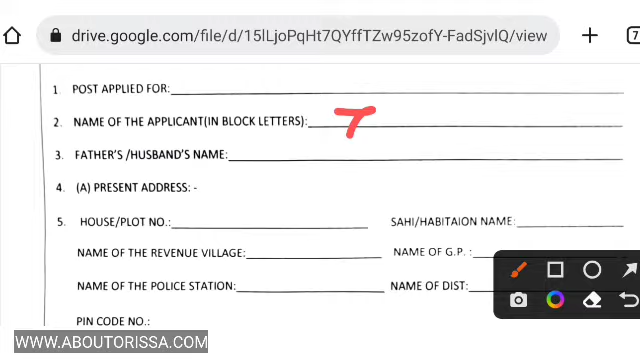 drive.google.com/file/d/15lLjoPqHt7QYffTZw95zofY-FadSjvlQ/view
7
1. POST APPLIED FOR:
2. NAME OF THE APPLICANT(IN BLOCK LETTERS): T
3. FATHER'S /HUSBAND'S NAME:
4. (A) PRESENT ADDRESS: -
5. HOUSE/PLOT NO.: SAHI/HABITAION NAME:
NAME OF THE REVENUE VILLAGE: NAME OF G.P. :
NAME OF THE POLICE STATION: NAME OF DIST:
PIN CODE NO.:
WWW.ABOUTORISSA.COM